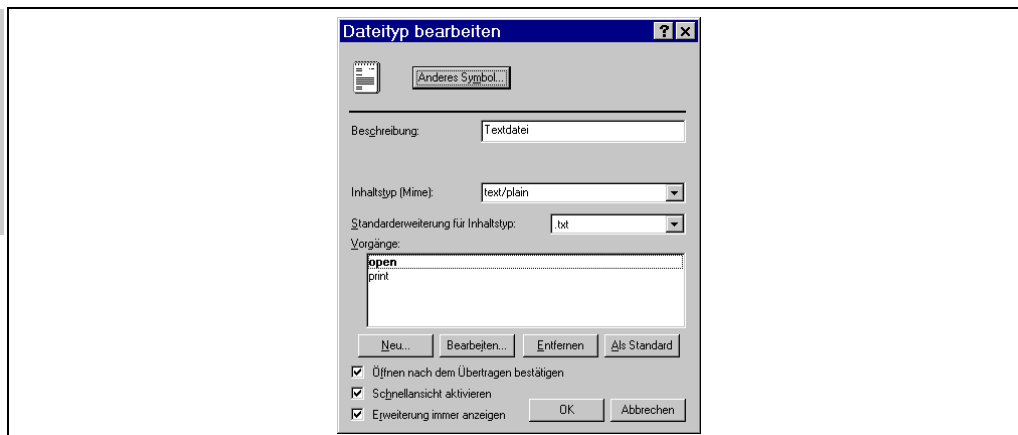 Dateityp bearbeiten
Anderes Symbol...
Beschreibung: Textdatei
Inhaltstyp (Mime): text/plain
Standarderweiterung für Inhaltstyp: .txt
Vorgänge:
open
print
Neu... Bearbeiten... Entfernen Als Standard
Öffnen nach dem Übertragen bestätigen
Schnellansicht aktivieren
Erweiterung immer anzeigen OK Abbrechen